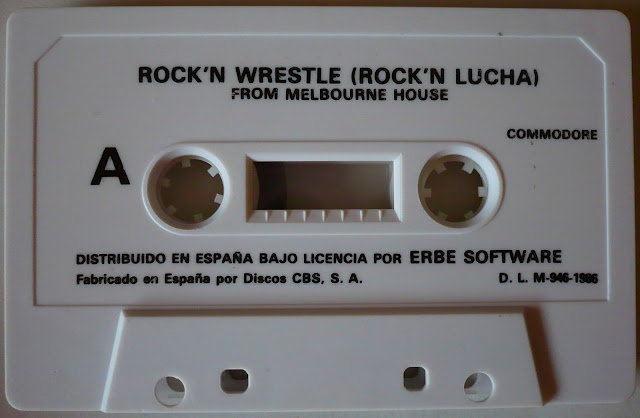 ROCK'N WRESTLE (ROCK'N LUCHA)
FROM MELBOURNE HOUSE
COMMODORE
A
DISTRIBUIDO EN ESPAÑA BAJO LICENCIA POR ERBE SOFTWARE
Fabricado en España por Discos CBS, S. A. D. L. M-946-1986